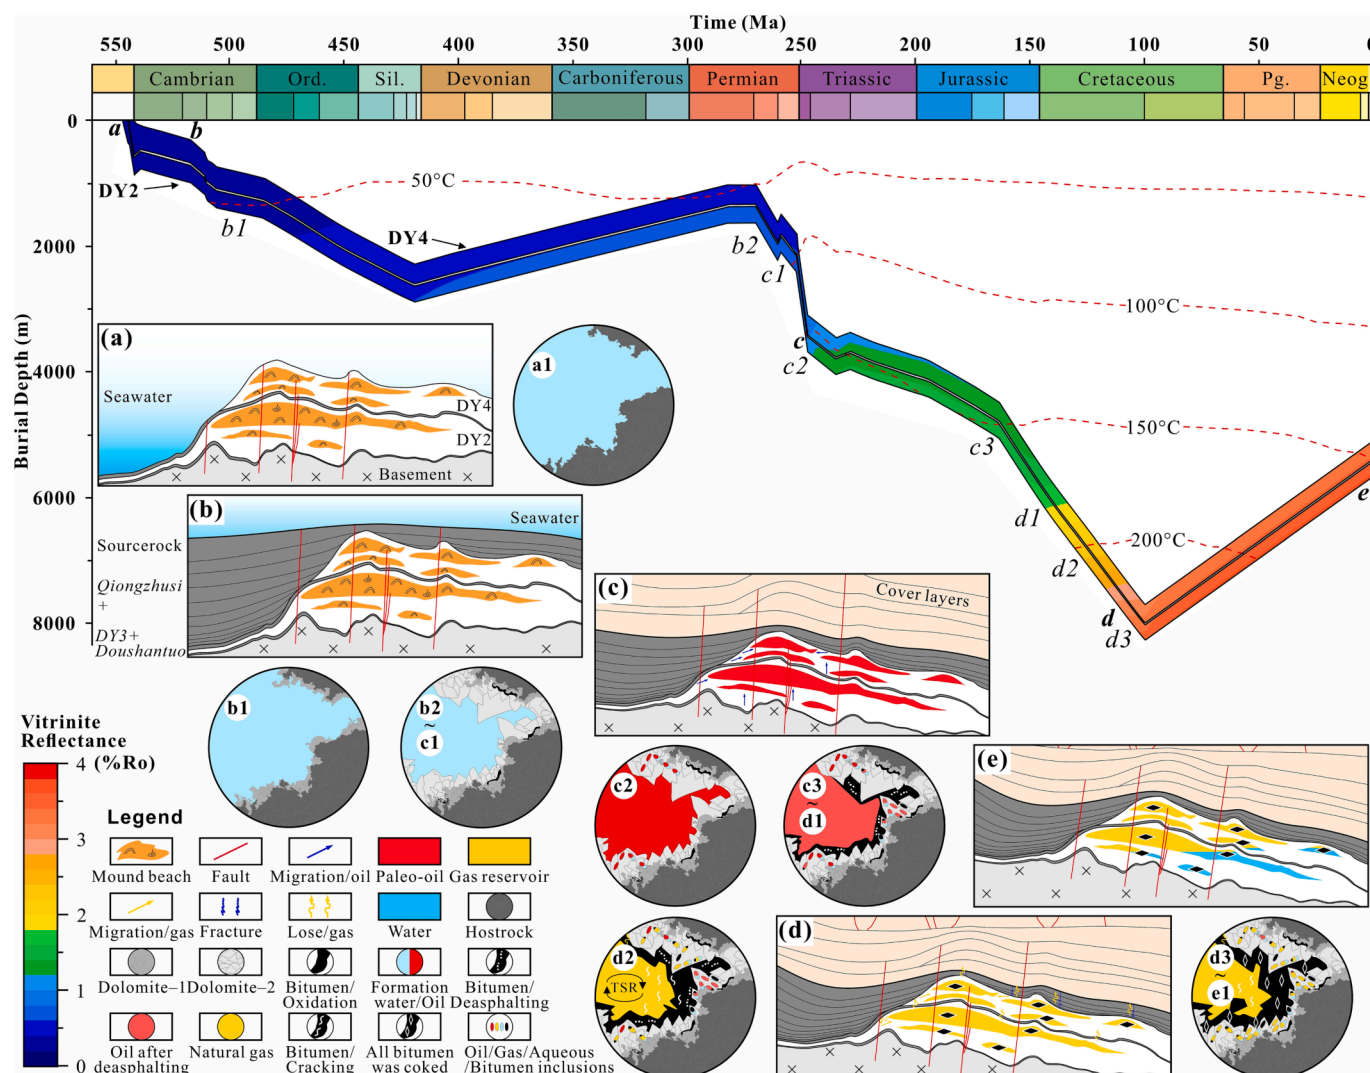 Time (Ma)
550 500 450 400 350 300 250 200 150 100 50 0
Cambrian Ord. Sil. Devonian Carboniferous Permian Triassic Jurassic Cretaceous Pg. Neog
0
a
b
DY2
50°C
b1
DY4
b2
c1
2000
100°C
c
c2
4000
150°C
c3
Burial Depth (m)
6000
d1
d2
200°C
e
8000
d
d3
(a)
Seawater
DY4
DY2
Basement
a1
(b)
Seawater
Sourcerock
Qiongzhusi
+
DY3+
Doushantuo
b1
b2
~
c1
(c)
Cover layers
c2
c3
~
d1
(e)
d2
TSR
(d)
d3
~
e1
Vitrinite
Reflectance
(%Ro)
4
3
2
1
0
Legend
Mound beach Fault Migration/oil Paleo-oil Gas reservoir
Migration/gas Fracture Lose/gas Water Hostrock
Dolomite-1 Dolomite-2 Bitumen/ Formation Bitumen/
Oxidation water/Oil Deasphalting
Oil after Natural gas Bitumen/ All bitumen Oil/Gas/Aqueous
deasphalting Cracking was coked /Bitumen inclusions